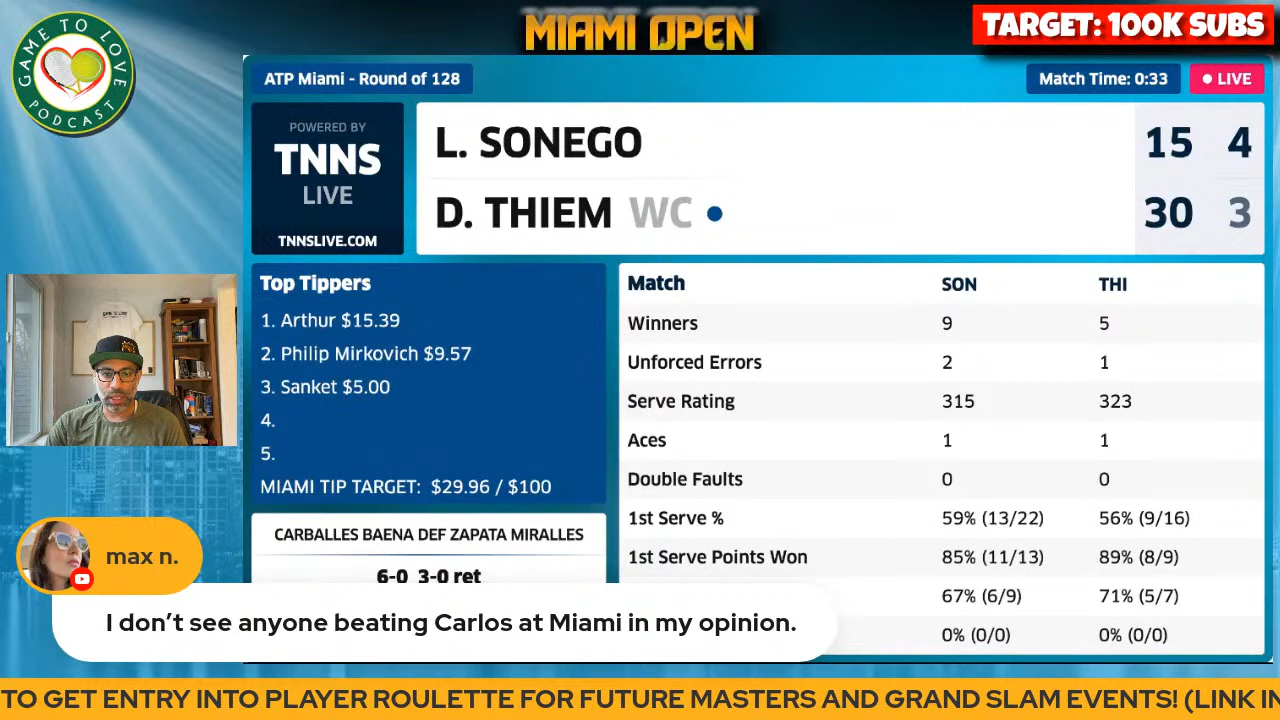 GAME TO LOVE
PODCAST
MIAMI OPEN
TARGET: 100K SUBS
ATP Miami - Round of 128
Match Time: 0:33
LIVE
POWERED BY
TNNS
LIVE
TNNSLIVE.COM
L. SONEGO 15 4
D. THIEM WC 30 3
Top Tippers
1. Arthur $15.39
2. Philip Mirkovich $9.57
3. Sanket $5.00
4.
5.
MIAMI TIP TARGET: $29.96 / $100
CARBALLES BAENA DEF ZAPATA MIRALLES
6-0 3-0 ret
Match SON THI
Winners 9 5
Unforced Errors 2 1
Serve Rating 315 323
Aces 1 1
Double Faults 0 0
1st Serve % 59% (13/22) 56% (9/16)
1st Serve Points Won 85% (11/13) 89% (8/9)
67% (6/9) 71% (5/7)
0% (0/0) 0% (0/0)
max n.
I don’t see anyone beating Carlos at Miami in my opinion.
TO GET ENTRY INTO PLAYER ROULETTE FOR FUTURE MASTERS AND GRAND SLAM EVENTS! (LINK IN